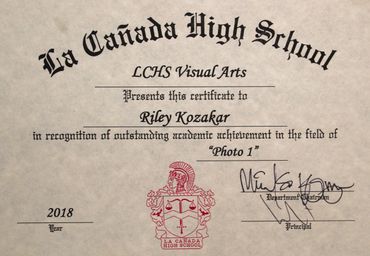 La Cañada High School
LCHS Visual Arts
Presents this certificate to
Riley Kozakar
in recognition of outstanding academic achievement in the field of
"Photo 1"
Department Chairman
2018
Year
Principal
LA CAÑADA
HIGH SCHOOL